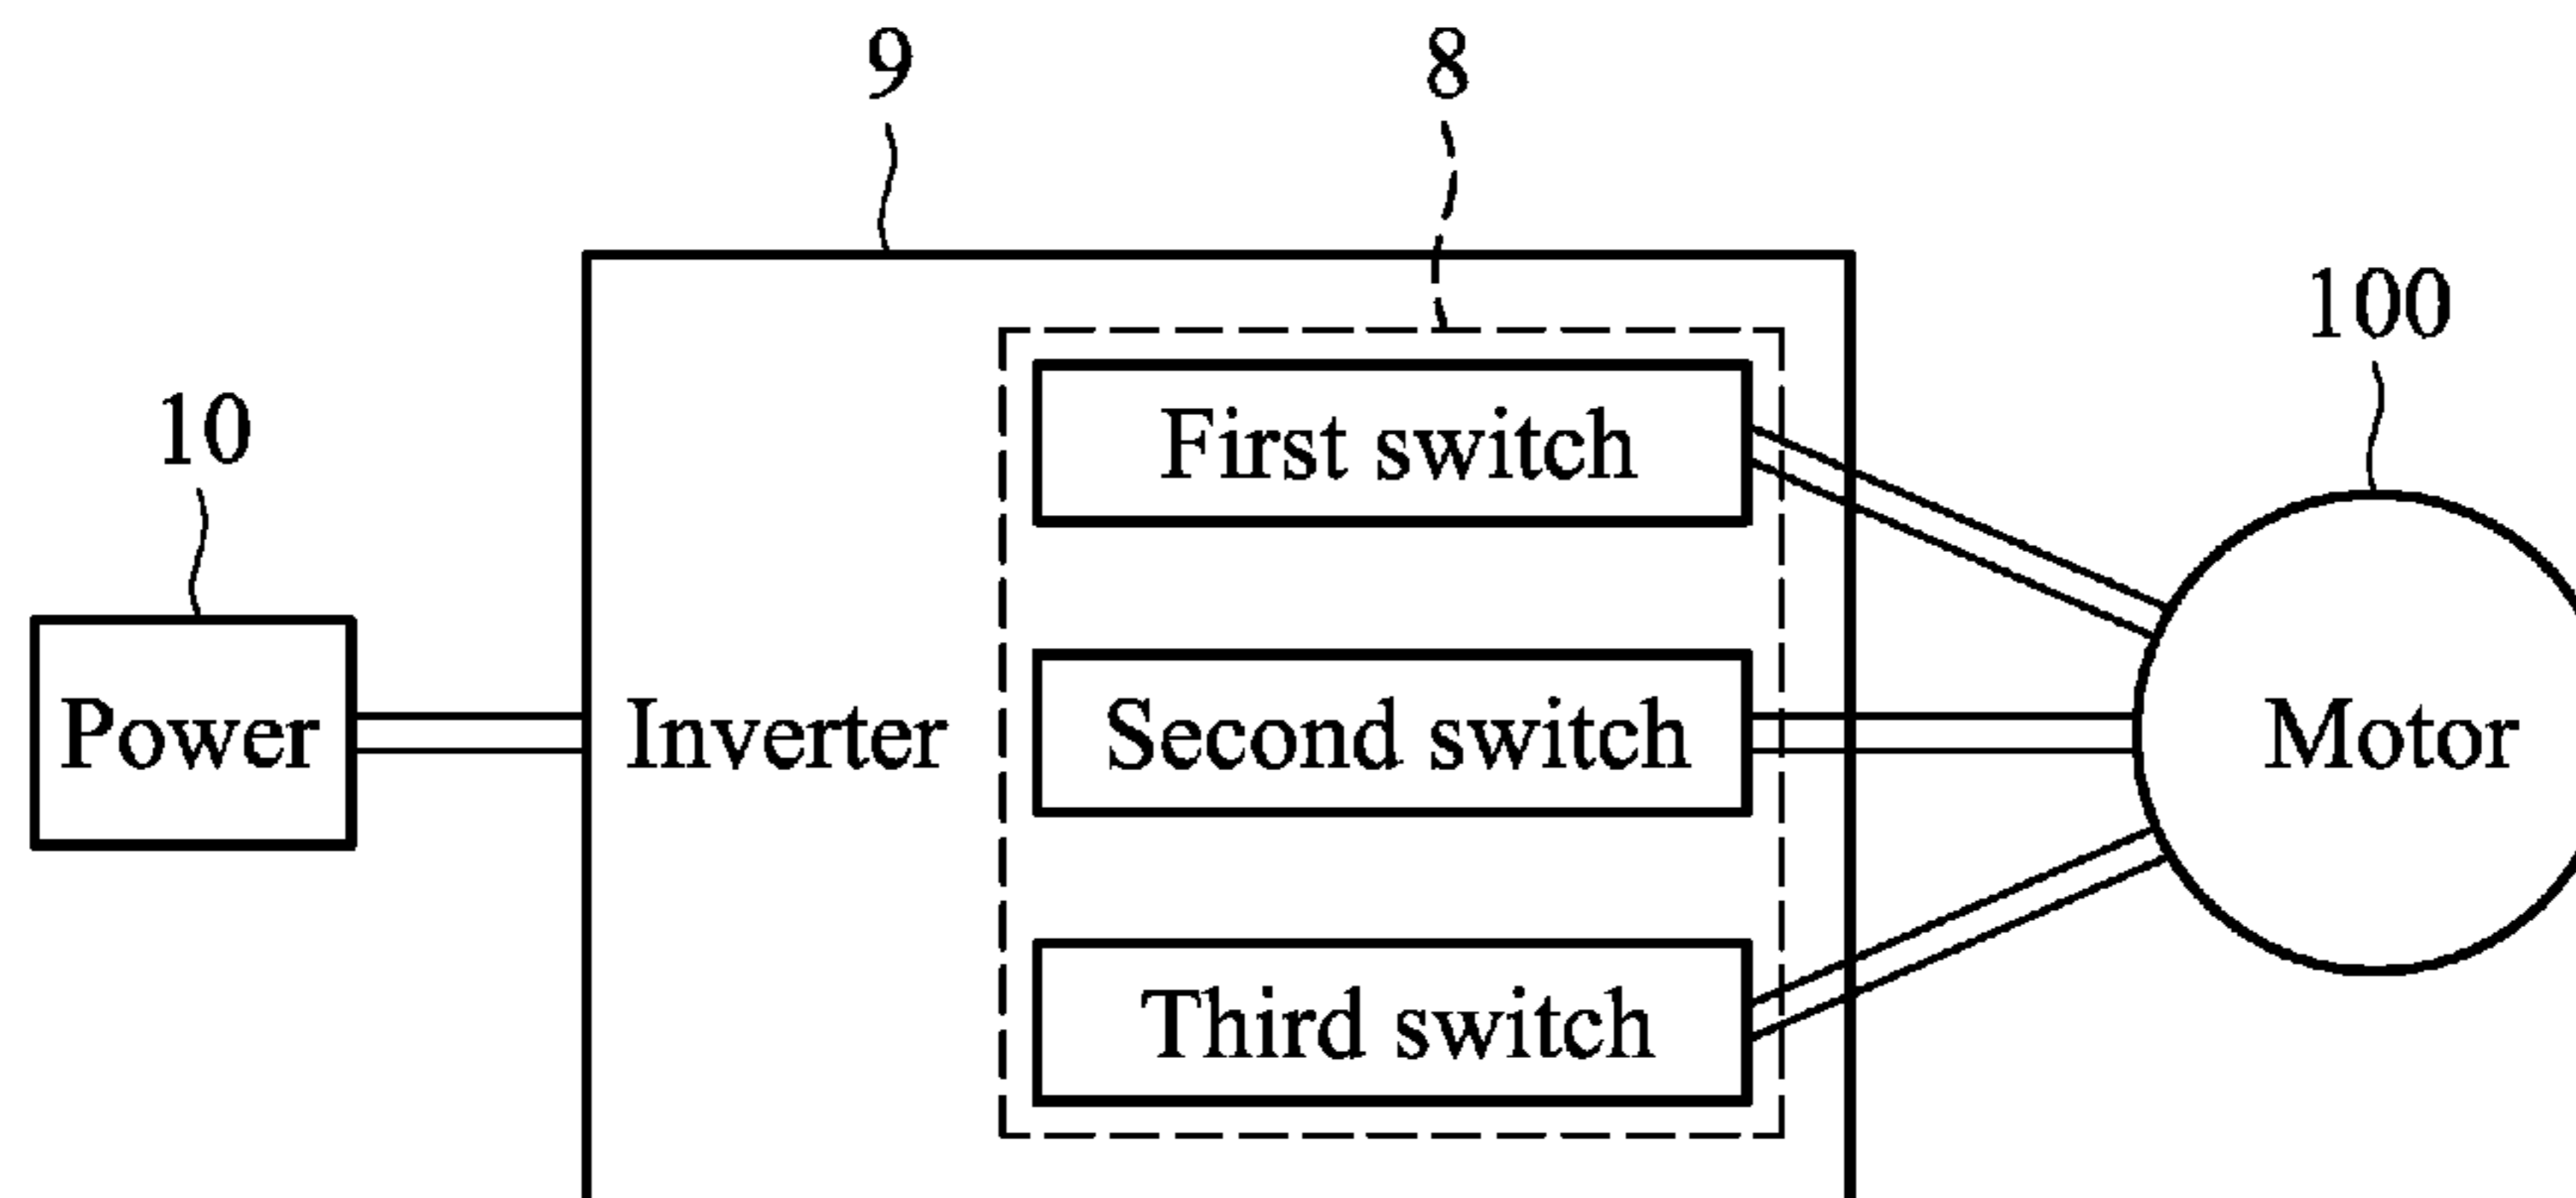 9
8
100
10
First switch
Power
Inverter
Second switch
Motor
Third switch